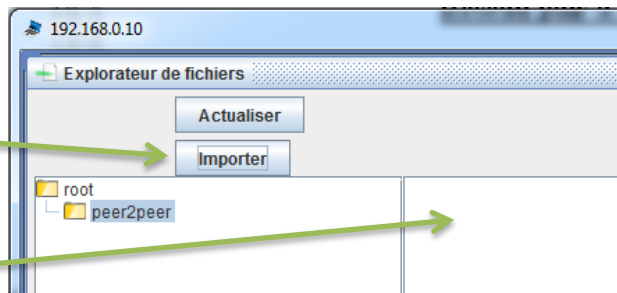 192.168.0.10
Explorateur de fichiers
Actualiser
Importer
root
peer2peer